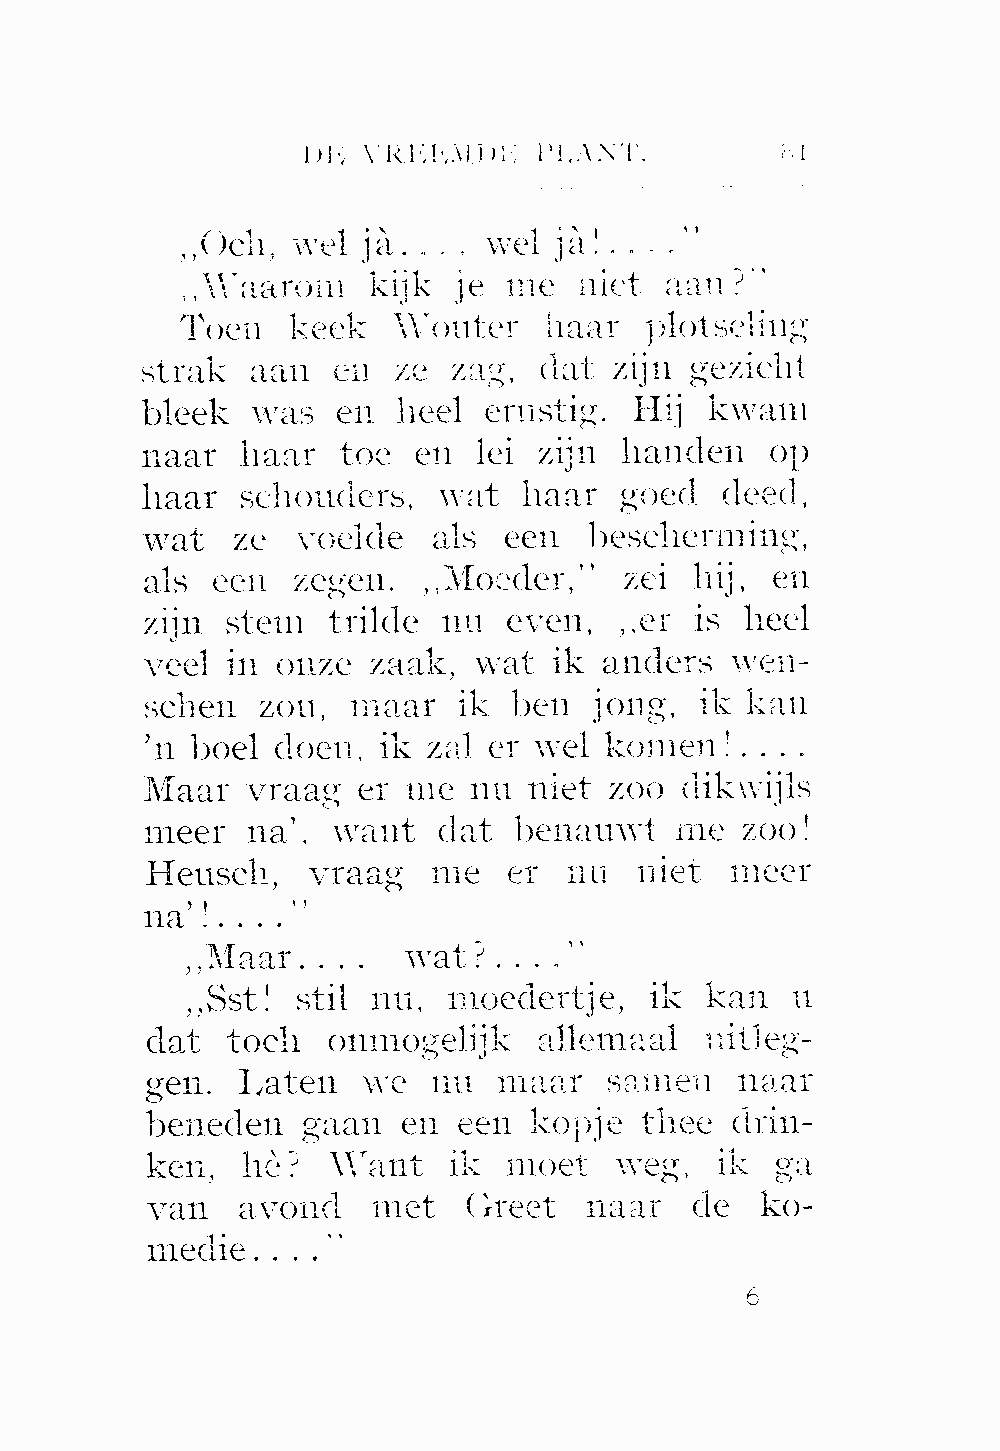 DE VREEMDE PLANT. 81
„Och, wel jà.... wel jà!....”
„Waarom kijk je me niet aan?”
Toen keek Wouter haar plotseling
strak aan en ze zag, dat zijn gezicht
bleek was en heel ernstig. Hij kwam
naar haar toe en lei zijn handen op
haar schouders, wat haar goed deed,
wat ze voelde als een bescherming,
als een zegen. „Moeder,” zei hij, en
zijn stem trilde nu even, „er is heel
veel in onze zaak, wat ik anders wen-
schen zou, maar ik ben jong, ik kan
’n boel doen, ik zal er wel komen!....
Maar vraag er me nu niet zoo dikwijls
meer na’, want dat benauwt me zoo!
Heusch, vraag me er nu niet meer
na’!....”
„Maar.... wat?....”
„Sst! stil nu, moedertje, ik kan u
dat toch onmogelijk allemaal uitleg-
gen. Laten we nu maar samen naar
beneden gaan en een kopje thee drin-
ken, hè? Want ik moet weg, ik ga
van avond met Greet naar de ko-
medie....”
6